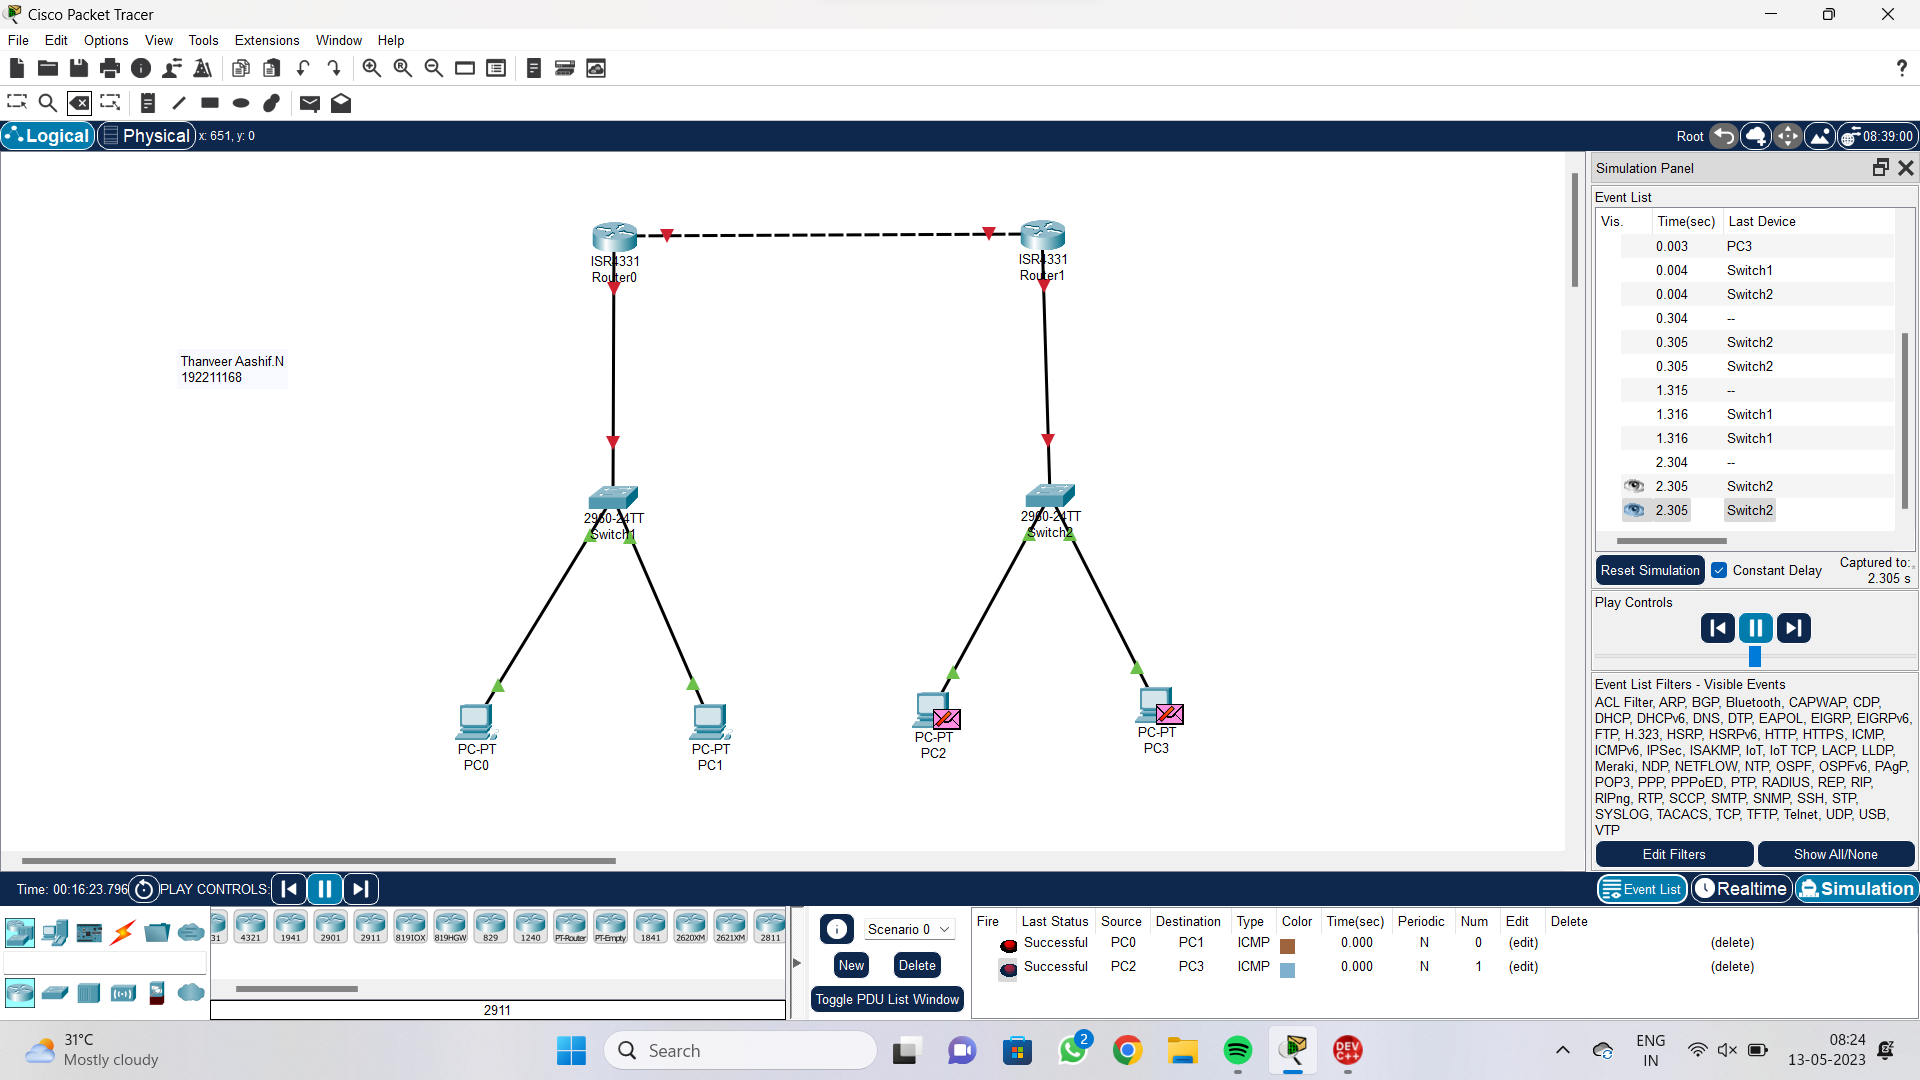 Cisco Packet Tracer
File Edit Options View Tools Extensions Window Help
?
Logical Physical x: 651, y: 0 Root 08:39:00
ISR4331
Router0
ISR4331
Router1
Thanveer Aashif.N
192211168
2960-24TT
Switch1
2960-24TT
Switch2
PC-PT
PC0
PC-PT
PC1
PC-PT
PC2
PC-PT
PC3
Simulation Panel
Event List
Vis. Time(sec) Last Device
0.003 PC3
0.004 Switch1
0.004 Switch2
0.304 --
0.305 Switch2
0.305 Switch2
1.315 --
1.316 Switch1
1.316 Switch1
2.304 --
2.305 Switch2
2.305 Switch2
Reset Simulation Constant Delay Captured to:
2.305 s
Play Controls
Event List Filters - Visible Events
ACL Filter, ARP, BGP, Bluetooth, CAPWAP, CDP,
DHCP, DHCPv6, DNS, DTP, EAPOL, EIGRP, EIGRPv6,
FTP, H.323, HSRP, HSRPv6, HTTP, HTTPS, ICMP,
ICMPv6, IPSec, ISAKMP, IoT, IoT TCP, LACP, LLDP,
Meraki, NDP, NETFLOW, NTP, OSPF, OSPFv6, PAgP,
POP3, PPP, PPPoED, PTP, RADIUS, REP, RIP,
RIPng, RTP, SCCP, SMTP, SNMP, SSH, STP,
SYSLOG, TACACS, TCP, TFTP, Telnet, UDP, USB,
VTP
Edit Filters Show All/None
Time: 00:16:23.796 PLAY CONTROLS: Event List Realtime Simulation
31 4321 1941 2901 2911 819IOX 819HGW 829 1240 PT-Router PT-Empty 1841 2620XM 2621XM 2811
2911
Scenario 0
New Delete
Toggle PDU List Window
Fire Last Status Source Destination Type Color Time(sec) Periodic Num Edit Delete
Successful PC0 PC1 ICMP 0.000 N 0 (edit) (delete)
Successful PC2 PC3 ICMP 0.000 N 1 (edit) (delete)
31°C
Mostly cloudy
Search
2
DEV
C++
ENG
IN
08:24
13-05-2023